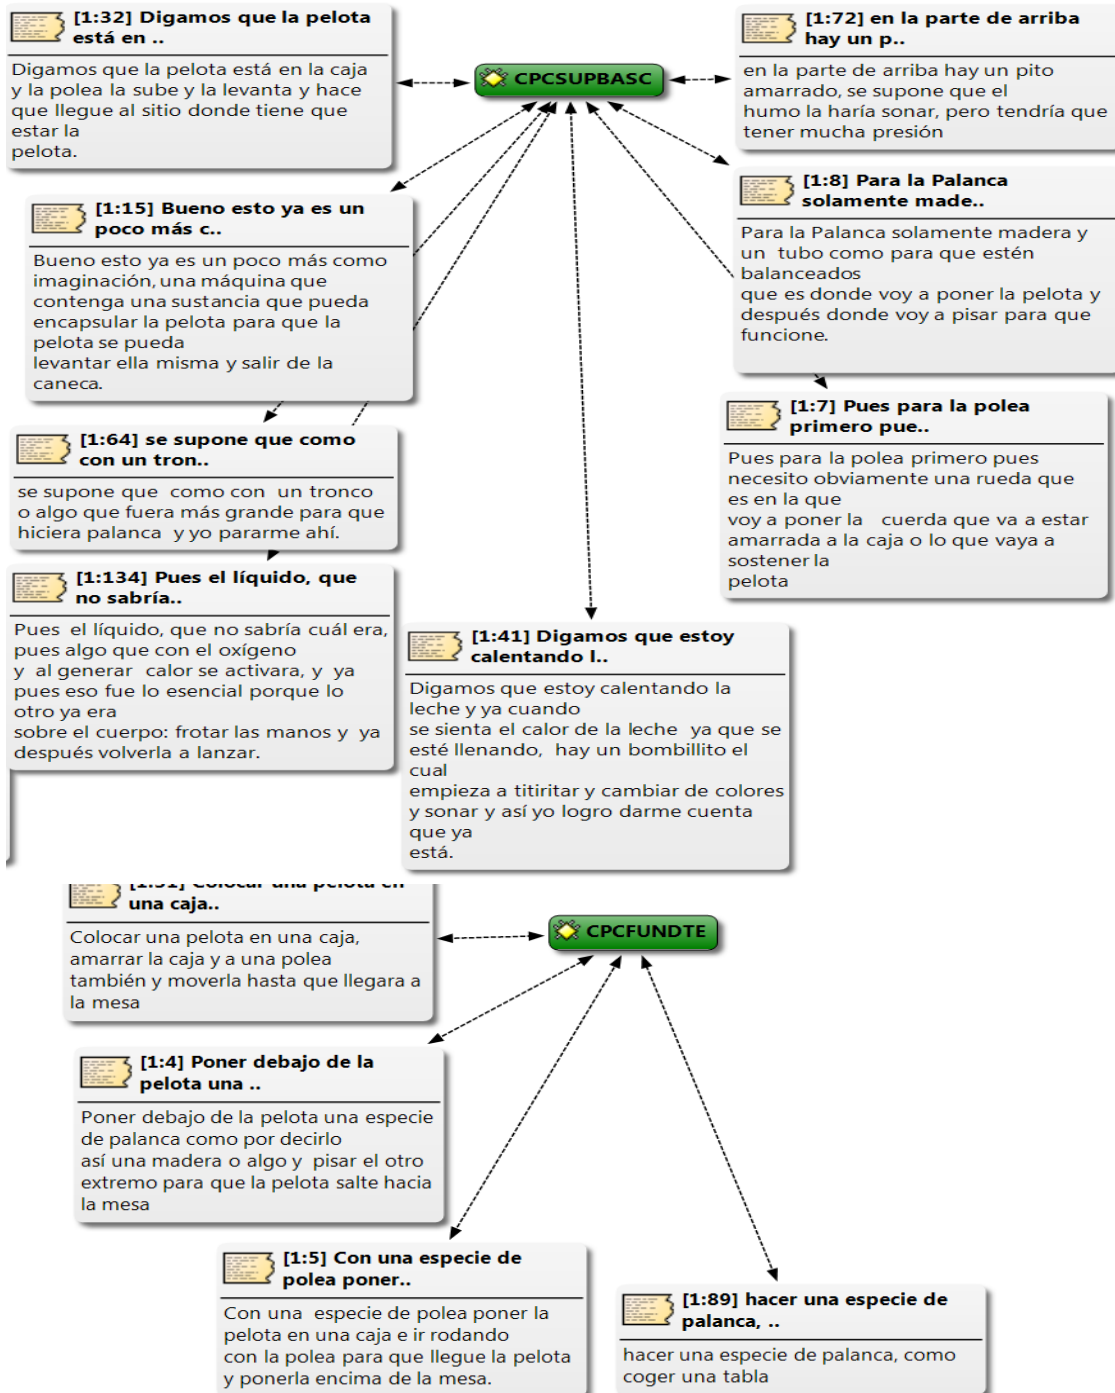 [1:32] Digamos que la pelota
está en ..
Digamos que la pelota está en la caja
y la polea la sube y la levanta y hace
que llegue al sitio donde tiene que
estar la
pelota.
CPCSUPBASC
[1:72] en la parte de arriba
hay un p..
en la parte de arriba hay un pito
amarrado, se supone que el
humo la haría sonar, pero tendría que
tener mucha presión
[1:15] Bueno esto ya es un
poco más c..
Bueno esto ya es un poco más como
imaginación, una máquina que
contenga una sustancia que pueda
encapsular la pelota para que la
pelota se pueda
levantar ella misma y salir de la
caneca.
[1:8] Para la Palanca
solamente made..
Para la Palanca solamente madera y
un tubo como para que estén
balanceados
que es donde voy a poner la pelota y
después donde voy a pisar para que
funcione.
[1:64] se supone que como
con un tron..
se supone que como con un tronco
o algo que fuera más grande para que
hiciera palanca y yo pararme ahí.
[1:7] Pues para la polea
primero pue..
Pues para la polea primero pues
necesito obviamente una rueda que
es en la que
voy a poner la cuerda que va a estar
amarrada a la caja o lo que vaya a
sostener la
pelota
[1:134] Pues el líquido, que
no sabría..
Pues el líquido, que no sabría cuál era,
pues algo que con el oxígeno
y al generar calor se activara, y ya
pues eso fue lo esencial porque lo
otro ya era
sobre el cuerpo: frotar las manos y ya
después volverla a lanzar.
[1:41] Digamos que estoy
calentando l..
Digamos que estoy calentando la
leche y ya cuando
se sienta el calor de la leche ya que se
esté llenando, hay un bombillito el
cual
empieza a titiritar y cambiar de colores
y sonar y así yo logro darme cuenta
que ya
está.
[1:31] Colocar una pelota en
una caja..
Colocar una pelota en una caja,
amarrar la caja y a una polea
también y moverla hasta que llegara a
la mesa
CPCFUNDTE
[1:4] Poner debajo de la
pelota una ..
Poner debajo de la pelota una especie
de palanca como por decirlo
así una madera o algo y pisar el otro
extremo para que la pelota salte hacia
la mesa
[1:5] Con una especie de
polea poner..
Con una especie de polea poner la
pelota en una caja e ir rodando
con la polea para que llegue la pelota
y ponerla encima de la mesa.
[1:89] hacer una especie de
palanca, ..
hacer una especie de palanca, como
coger una tabla